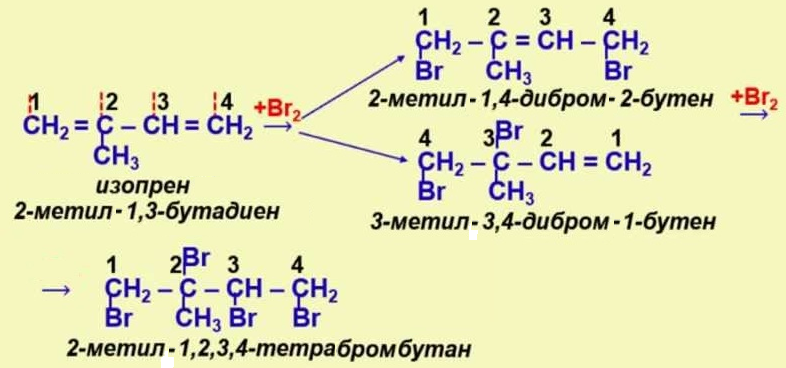 1 2 3 4
CH₂ – C = CH – CH₂
Br CH₃ Br
2-метил-1,4-дибром-2-бутен
1 2 3 4
CH₂ = C – CH = CH₂
CH₃
+Br₂
→
изопрен
2-метил-1,3-бутадиен
4 3 Br 2 1
CH₂ – C – CH = CH₂
Br CH₃
3-метил-3,4-дибром-1-бутен
+Br₂
→
→
1 2 Br 3 4
CH₂ – C – CH – CH₂
Br CH₃ Br Br
2-метил-1,2,3,4-тетрабромбутан